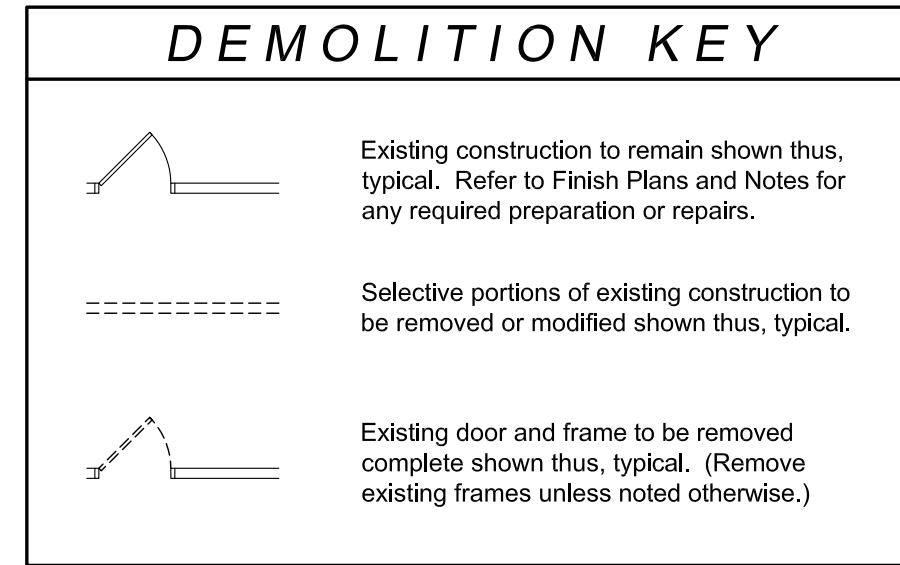 DEMOLITION KEY
Existing construction to remain shown thus,
typical. Refer to Finish Plans and Notes for
any required preparation or repairs.
Selective portions of existing construction to
be removed or modified shown thus, typical.
Existing door and frame to be removed
complete shown thus, typical. (Remove
existing frames unless noted otherwise.)